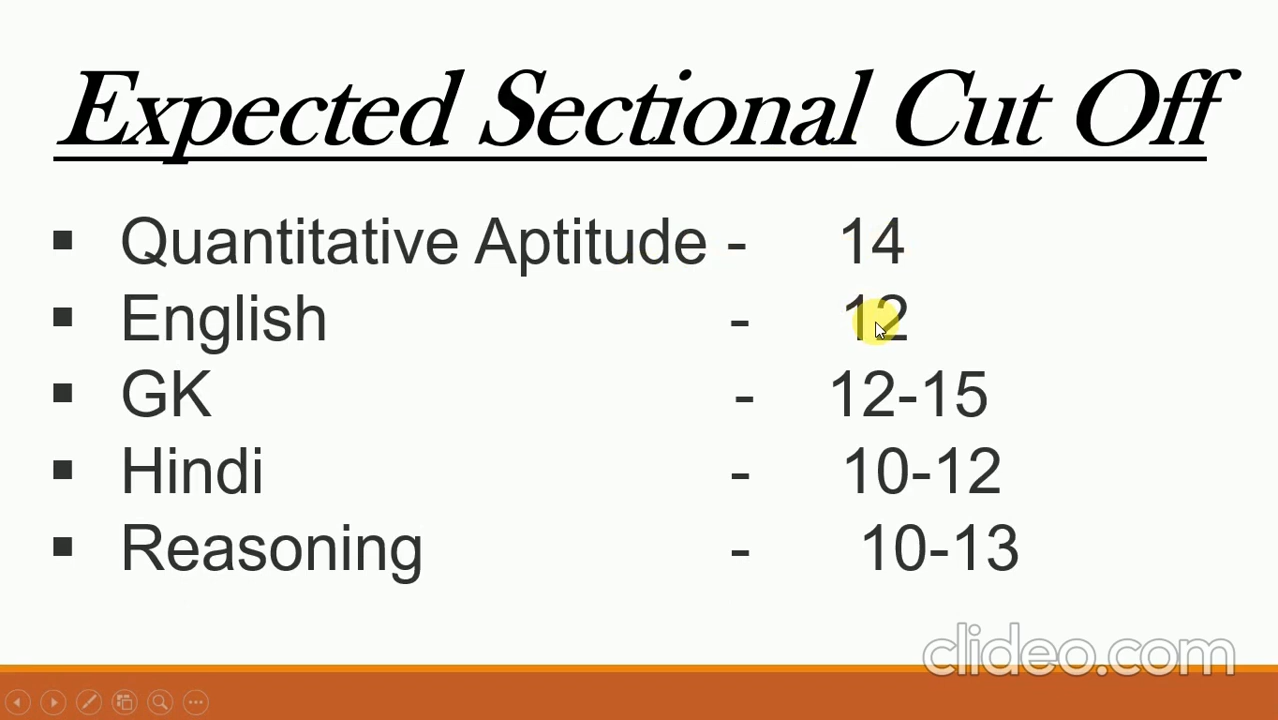 Expected Sectional Cut Off
▪ Quantitative Aptitude - 14
▪ English - 12
▪ GK - 12-15
▪ Hindi - 10-12
▪ Reasoning - 10-13
clideo.com